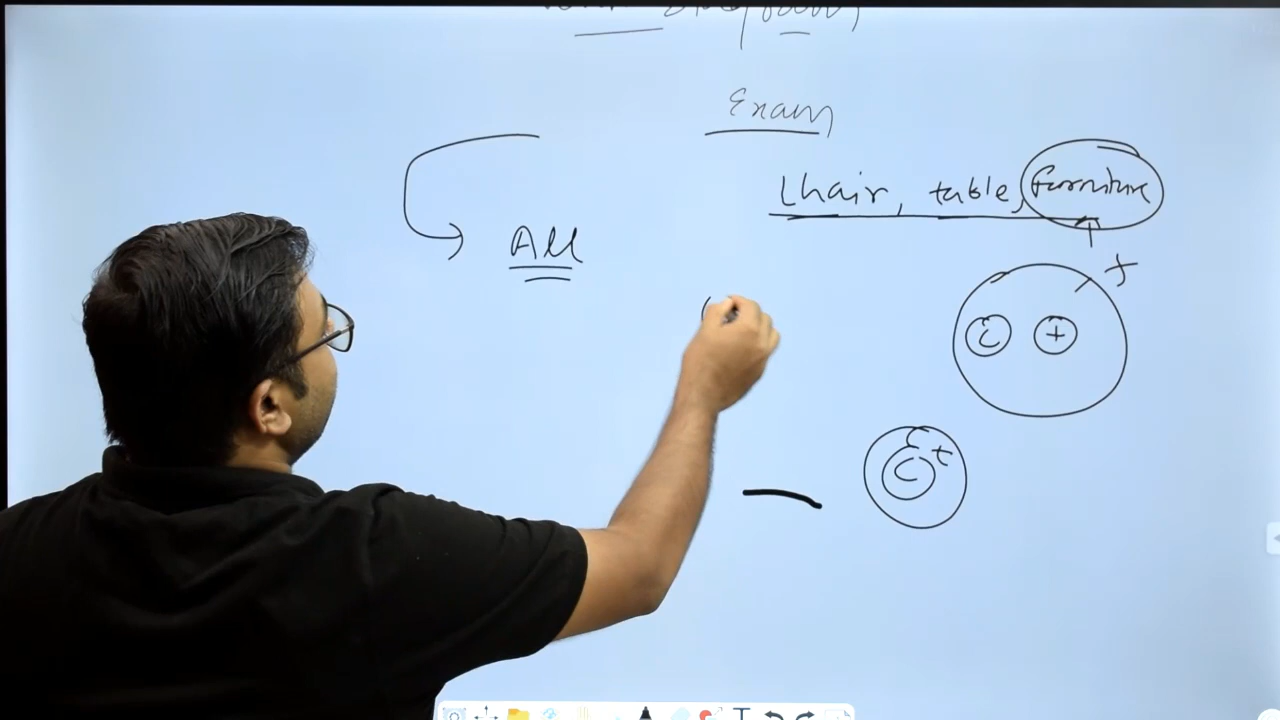 Exam
Chair, table, furniture
All
f
C t
t
C